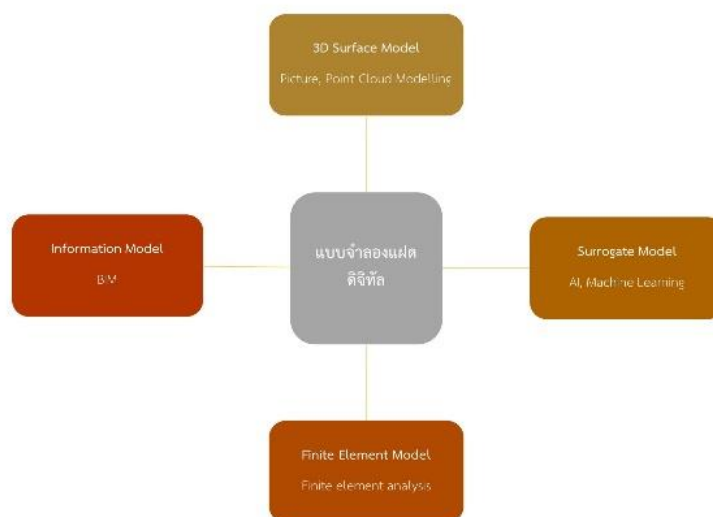 3D Surface Model
Picture, Point Cloud Modelling
Information Model
BIM
แบบจำลองแฝด
ดิจิทัล
Surrogate Model
AI, Machine Learning
Finite Element Model
Finite element analysis